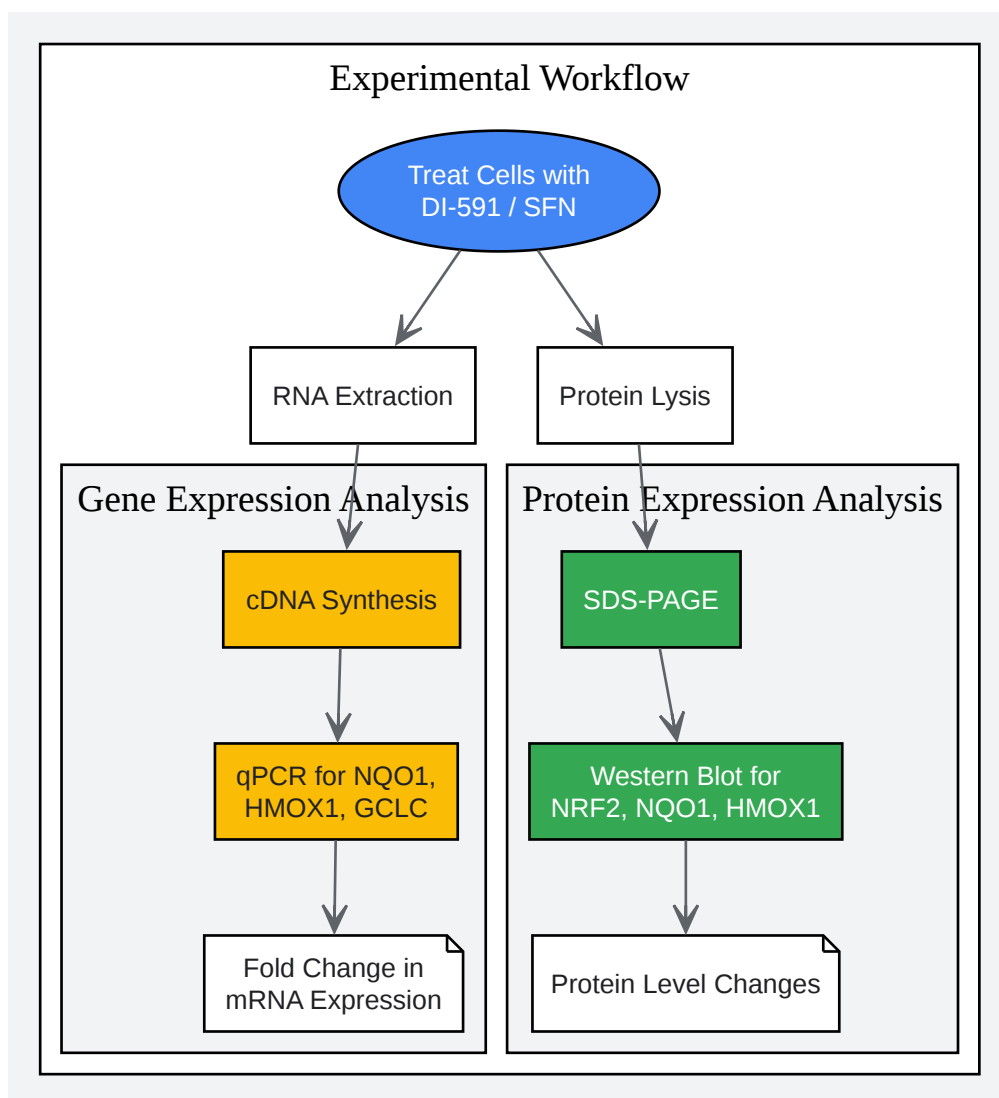 Experimental Workflow
Treat Cells with
DI-591 / SFN
RNA Extraction
Protein Lysis
Gene Expression Analysis
cDNA Synthesis
qPCR for NQO1,
HMOX1, GCLC
Fold Change in
mRNA Expression
Protein Expression Analysis
SDS-PAGE
Western Blot for
NRF2, NQO1, HMOX1
Protein Level Changes